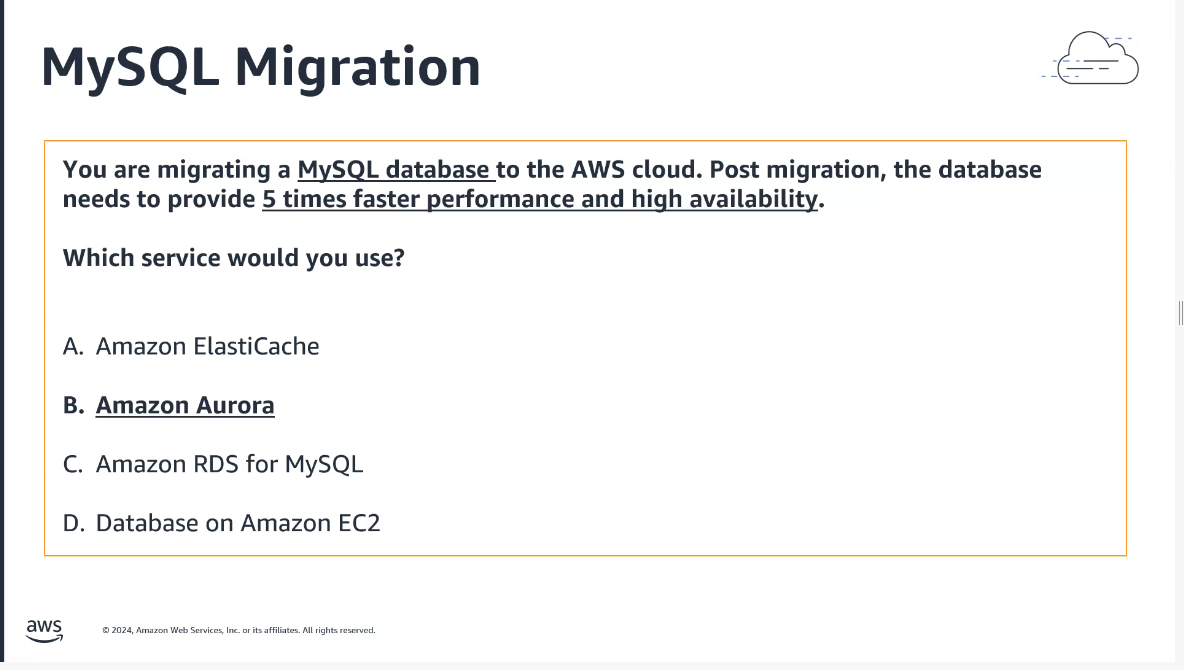 MySQL Migration
You are migrating a MySQL database to the AWS cloud. Post migration, the database
needs to provide 5 times faster performance and high availability.
Which service would you use?
A. Amazon ElastiCache
B. Amazon Aurora
C. Amazon RDS for MySQL
D. Database on Amazon EC2
aws
© 2024, Amazon Web Services, Inc. or its affiliates. All rights reserved.